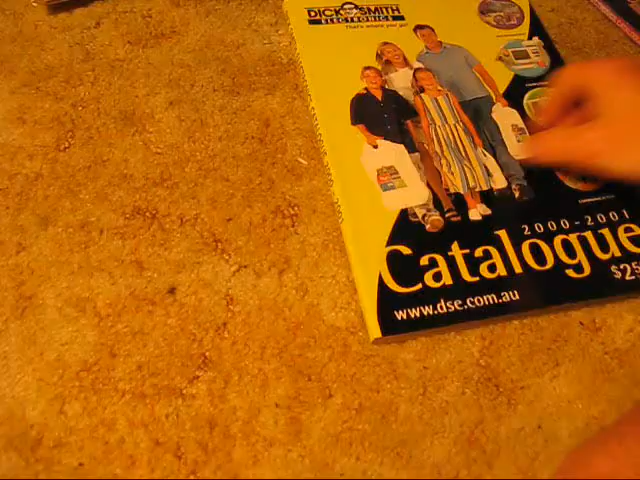 DICK SMITH
ELECTRONICS
That's where you go!
2000-2001
Catalogue
$25
www.dse.com.au